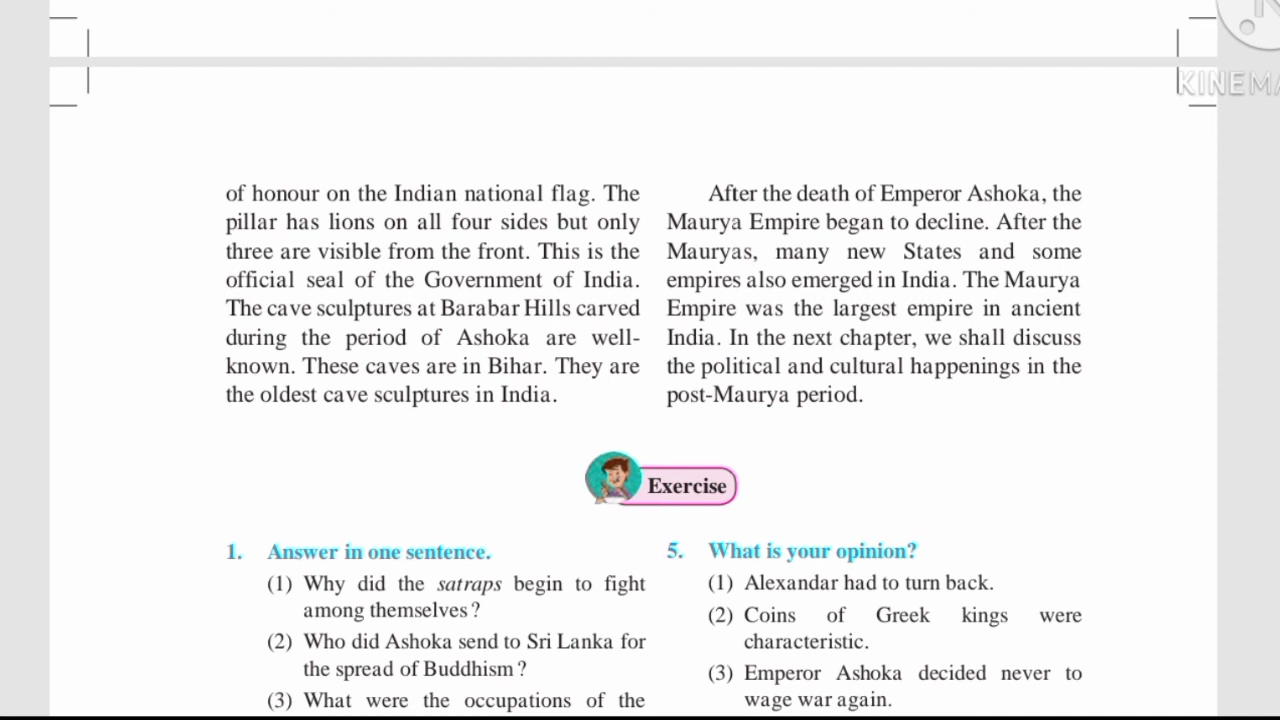 of honour on the Indian national flag. The
pillar has lions on all four sides but only
three are visible from the front. This is the
official seal of the Government of India.
The cave sculptures at Barabar Hills carved
during the period of Ashoka are well-
known. These caves are in Bihar. They are
the oldest cave sculptures in India.
After the death of Emperor Ashoka, the
Maurya Empire began to decline. After the
Mauryas, many new States and some
empires also emerged in India. The Maurya
Empire was the largest empire in ancient
India. In the next chapter, we shall discuss
the political and cultural happenings in the
post-Maurya period.
Exercise
1. Answer in one sentence.
(1) Why did the satraps begin to fight
among themselves?
(2) Who did Ashoka send to Sri Lanka for
the spread of Buddhism?
(3) What were the occupations of the
5. What is your opinion?
(1) Alexandar had to turn back.
(2) Coins of Greek kings were
characteristic.
(3) Emperor Ashoka decided never to
wage war again.